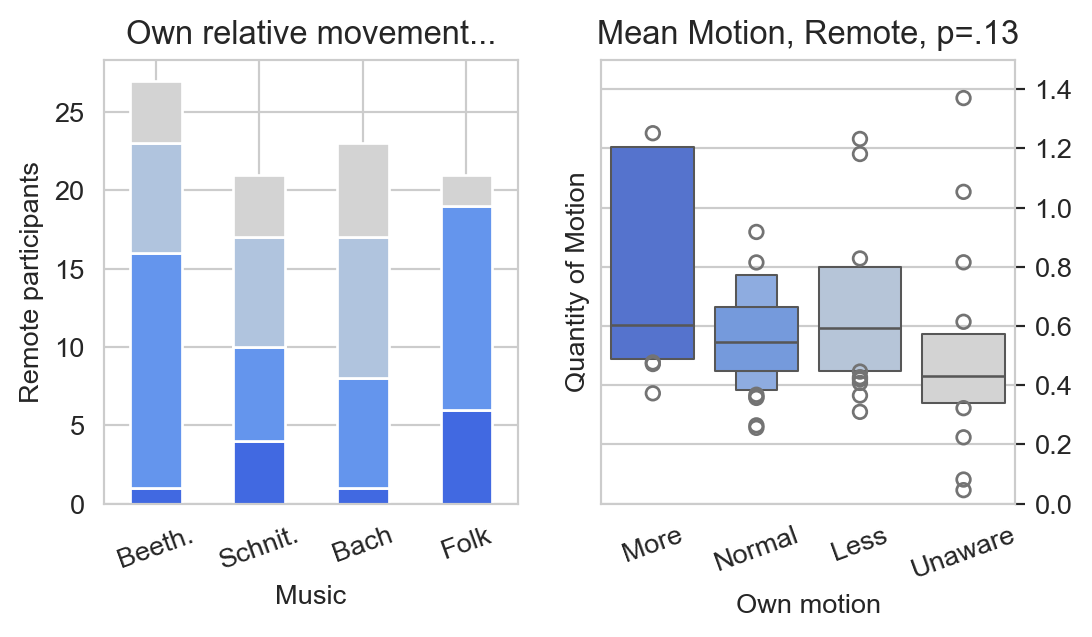 Own relative movement...
Remote participants
25
20
15
10
5
0
Beeth.
Schnit.
Bach
Folk
Music
Mean Motion, Remote, p=.13
Quantity of Motion
1.4
1.2
1.0
0.8
0.6
0.4
0.2
0.0
More
Normal
Less
Unaware
Own motion